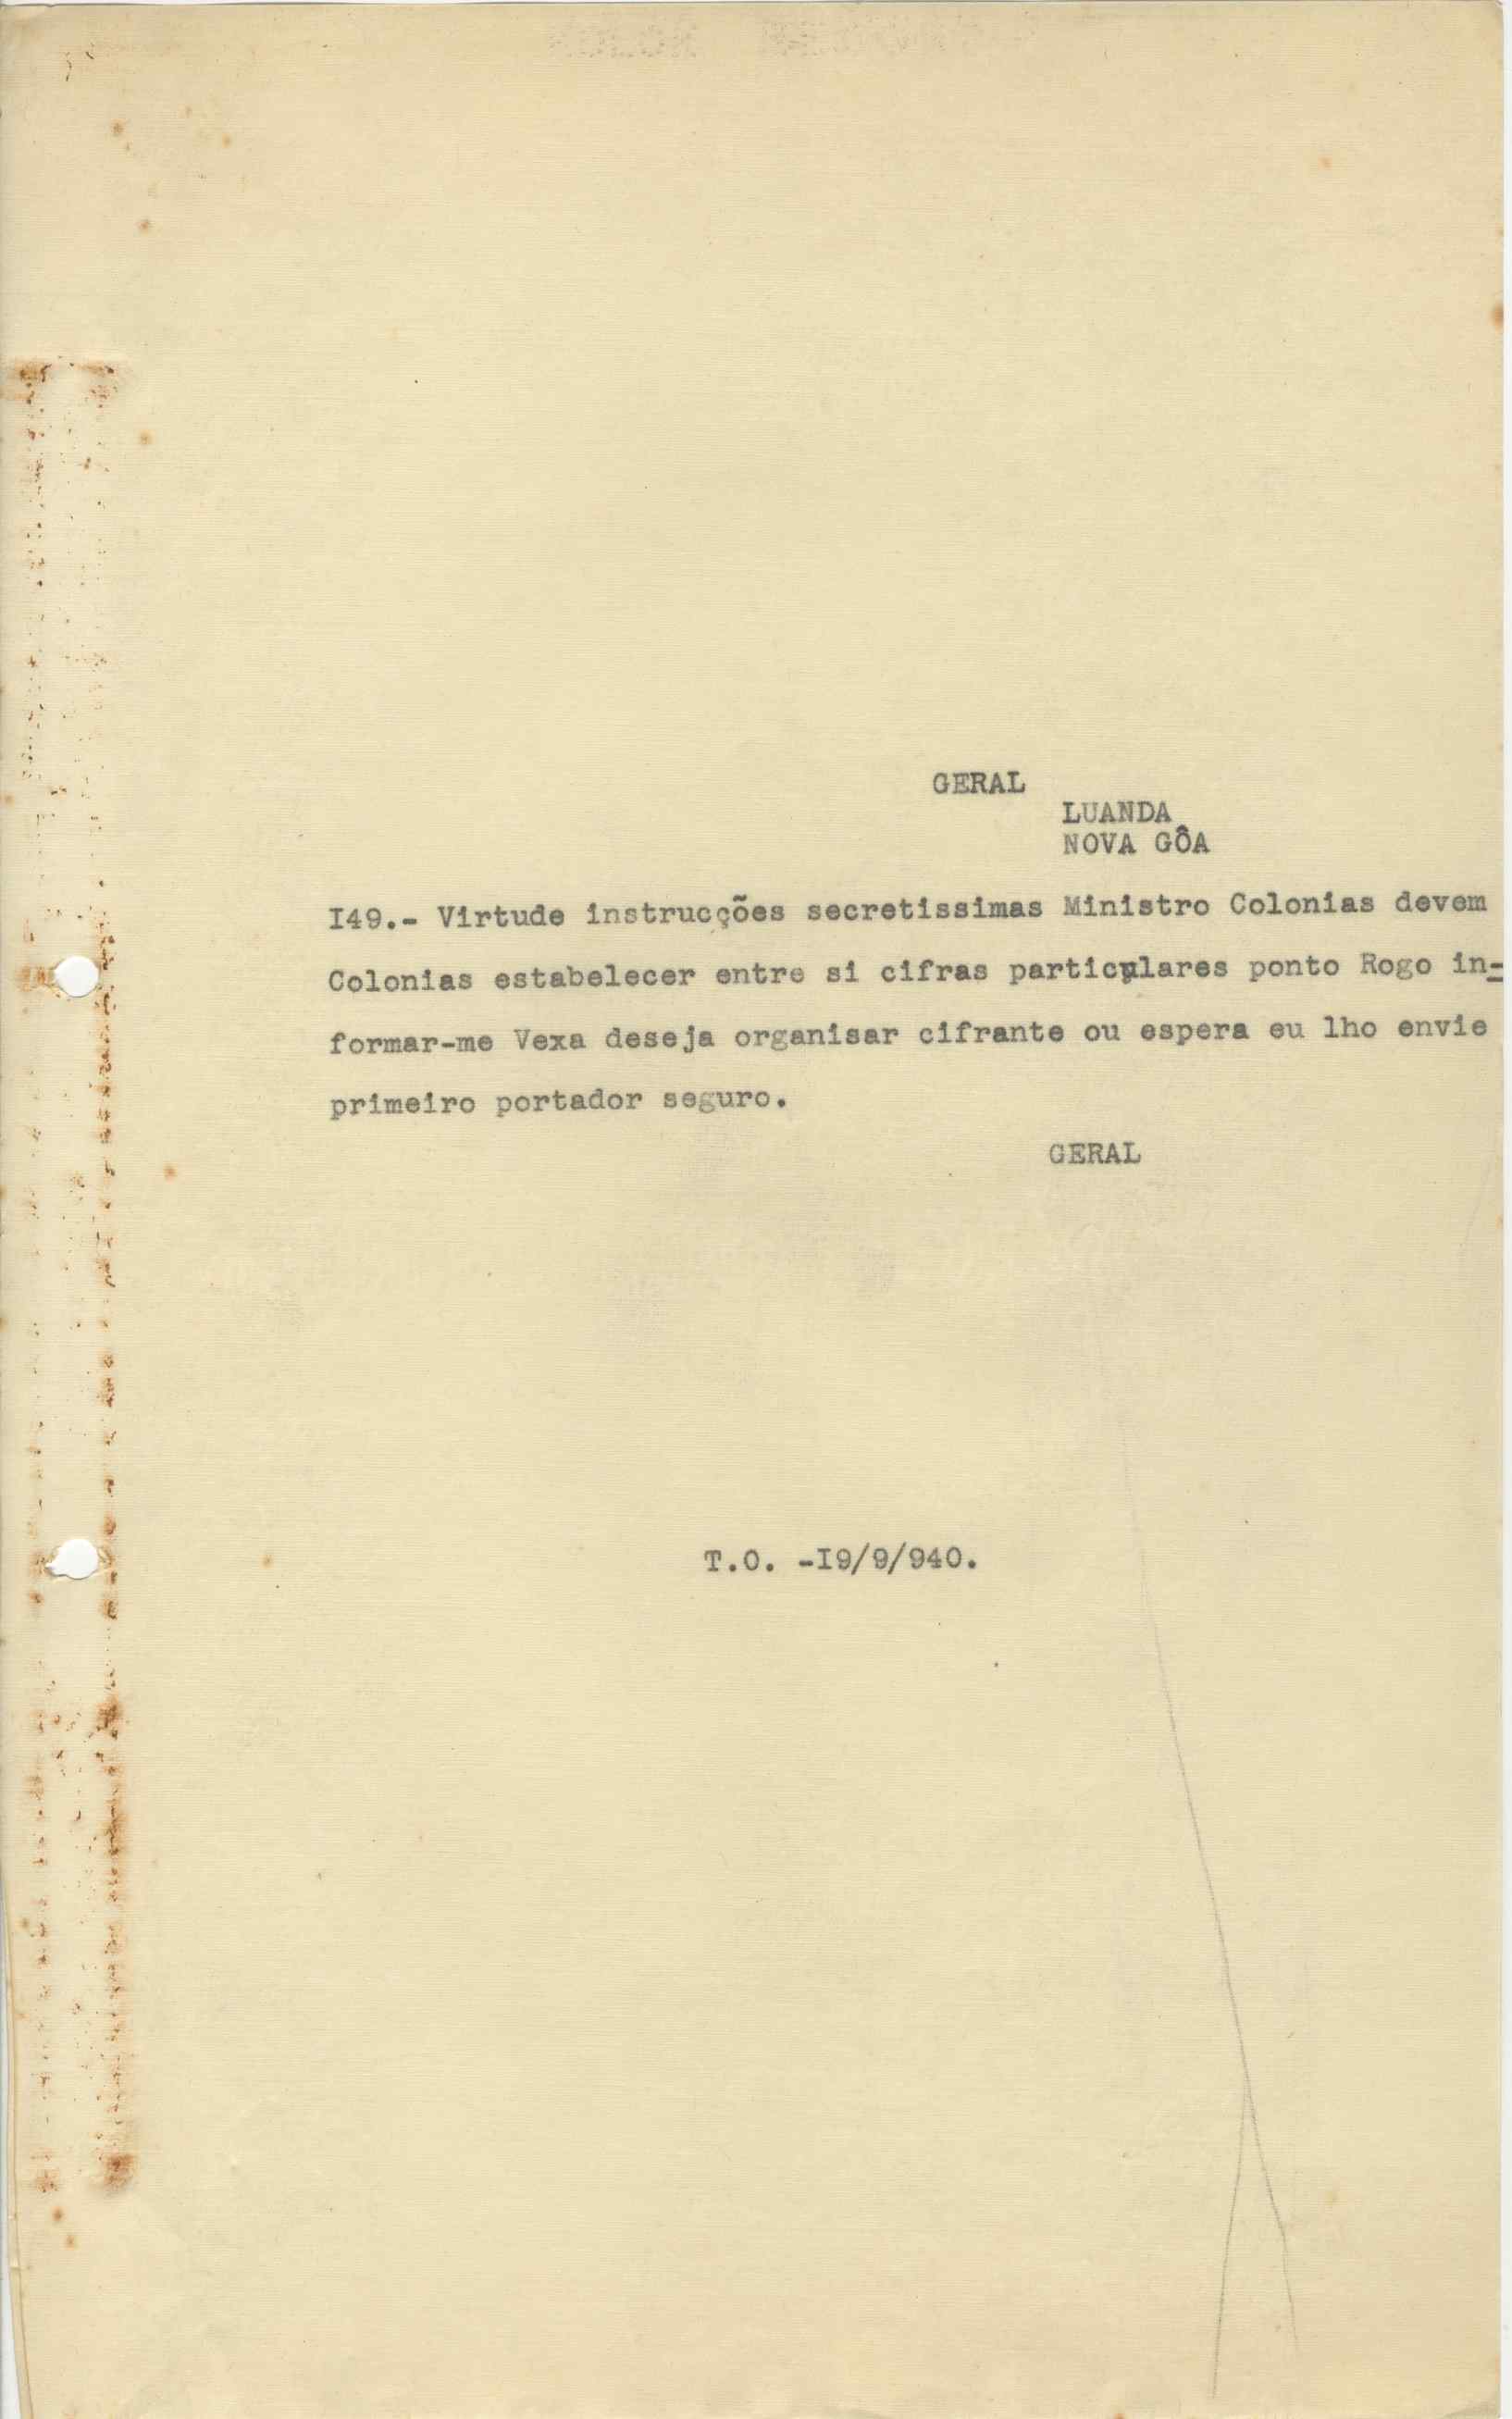 GERAL
LUANDA
NOVA GÔA
I49.- Virtude instrucções secretissimas Ministro Colonias devem
Colonias estabelecer entre si cifras particulares ponto Rogo in-
formar-me Vexa deseja organisar cifrante ou espera eu lho envie
primeiro portador seguro.
GERAL
T.O. -I9/9/940.